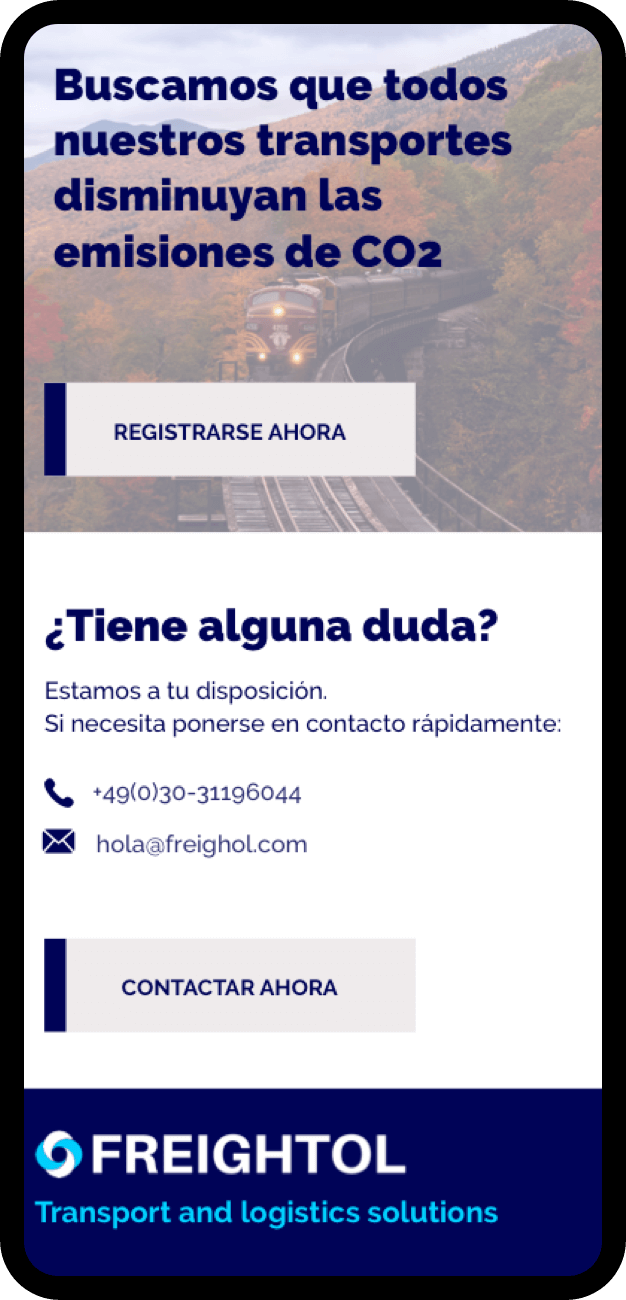 Buscamos que todos
nuestros transportes
disminuyan las
emisiones de CO2
REGISTRARSE AHORA
¿Tiene alguna duda?
Estamos a tu disposición.
Si necesita ponerse en contacto rápidamente:
+49(0)30-31196044
hola@freighol.com
CONTACTAR AHORA
FREIGHTOL
Transport and logistics solutions